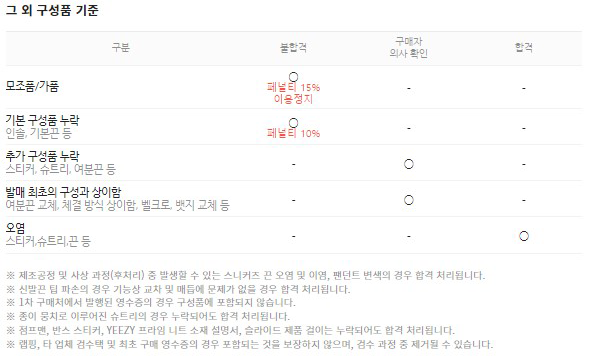 그 외 구성품 기준
구분 불합격 구매자 의사 확인 합격
모조품/가품 ○ 페널티 15% 이용정지 - -
기본 구성품 누락 ○ 페널티 10% - -
인솔, 기본끈 등
추가 구성품 누락 - ○ -
스티커, 슈트리, 여분끈 등
발매 최초의 구성과 상이함 - ○ -
여분끈 교체, 체결 방식 상이함, 벨크로, 뱃지 교체 등
오염 - - ○
스티커,슈트리,끈 등
※ 제조공정 및 사상 과정(후처리) 중 발생할 수 있는 스니커즈 끈 오염 및 이염, 팬던트 변색의 경우 합격 처리됩니다.
※ 신발끈 팁 파손의 경우 기능상 교차 및 매듭에 문제가 없을 경우 합격 처리됩니다.
※ 1차 구매처에서 발행된 영수증의 경우 구성품에 포함되지 않습니다.
※ 종이 뭉치로 이루어진 슈트리의 경우 누락되어도 합격 처리됩니다.
※ 점프맨, 반스 스티커, YEEZY 프라임 니트 소재 설명서, 슬라이드 제품 걸이는 누락되어도 합격 처리됩니다.
※ 랩핑, 타 업체 검수택 및 최초 구매 영수증의 경우 포함되는 것을 보장하지 않으며, 검수 과정 중 제거될 수 있습니다.